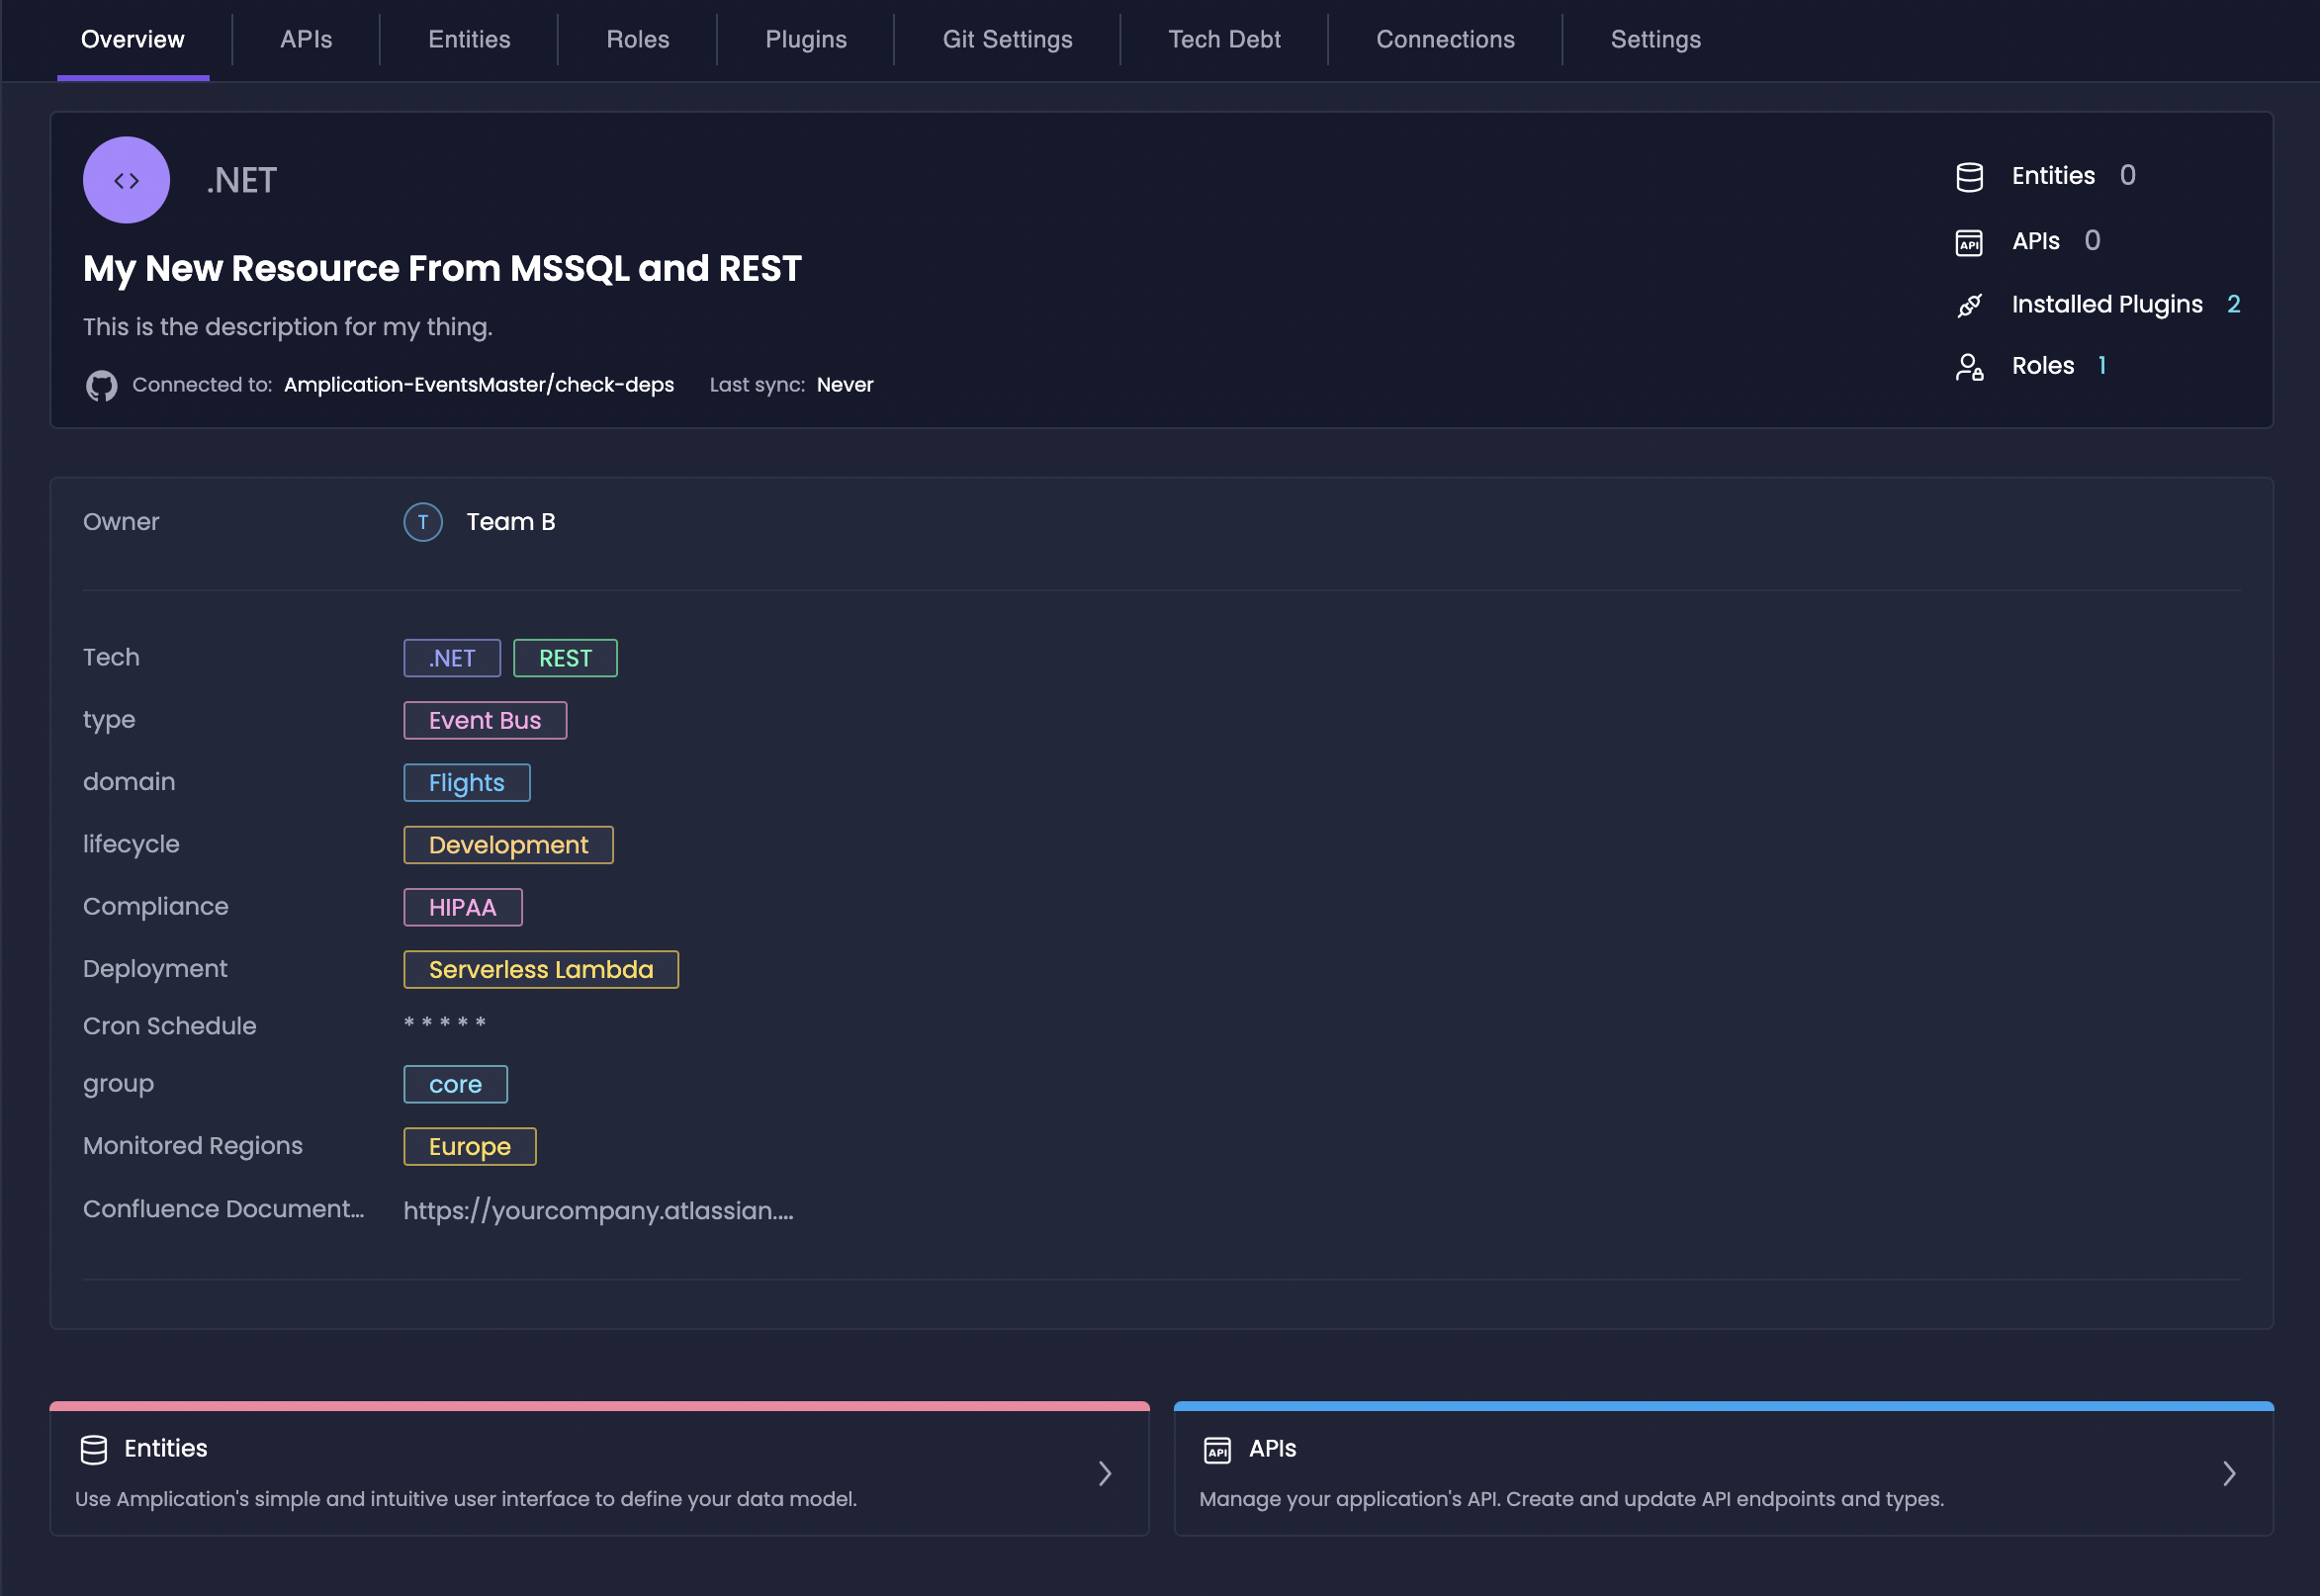 Overview APIs Entities Roles Plugins Git Settings Tech Debt Connections Settings
.NET
My New Resource From MSSQL and REST
This is the description for my thing.
Connected to: Amplication-EventsMaster/check-deps Last sync: Never
Entities 0
API APIs 0
Installed Plugins 2
Roles 1
Owner T Team B
Tech .NET REST
type Event Bus
domain Flights
lifecycle Development
Compliance HIPAA
Deployment Serverless Lambda
Cron Schedule * * * * *
group core
Monitored Regions Europe
Confluence Document... https://yourcompany.atlassian....
Entities
Use Amplication's simple and intuitive user interface to define your data model.
API APIs
Manage your application's API. Create and update API endpoints and types.